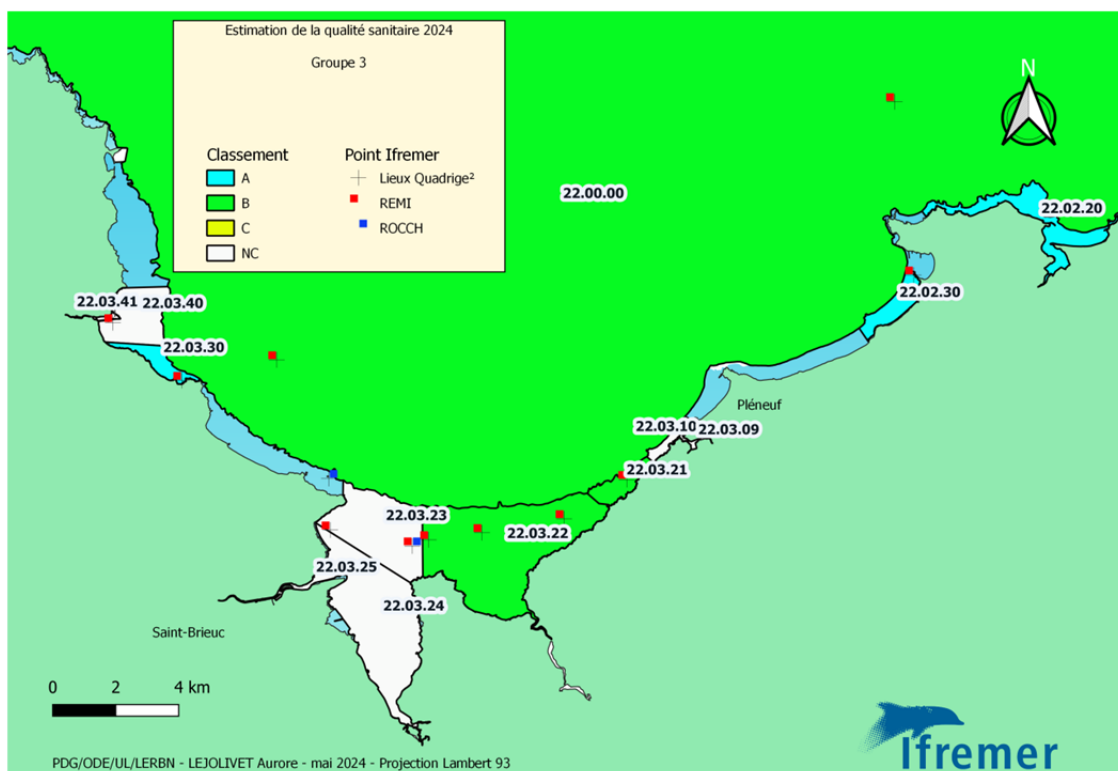 Estimation de la qualité sanitaire 2024
Groupe 3
Classement
A
B
C
NC
Point Ifremer
Lieux Quadrige²
REMI
ROCCH
N
22.00.00
22.02.20
22.02.30
22.03.41
22.03.40
22.03.30
Pléneuf
22.03.10
22.03.09
22.03.21
22.03.23
22.03.22
22.03.25
22.03.24
Saint-Brieuc
0 2 4 km
Ifremer
PDG/ODE/UL/LERBN - LEJOLIVET Aurore - mai 2024 - Projection Lambert 93